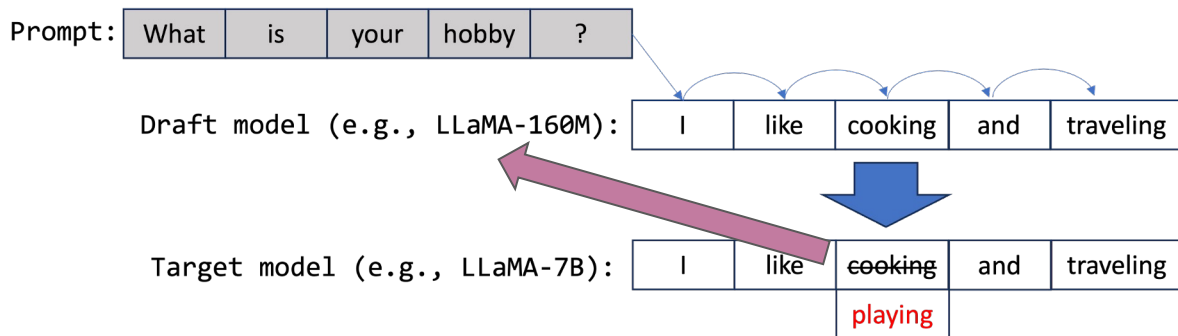 Prompt: What is your hobby ?
Draft model (e.g., LLaMA-160M): I like cooking and traveling
Target model (e.g., LLaMA-7B): I like cooking and traveling
playing